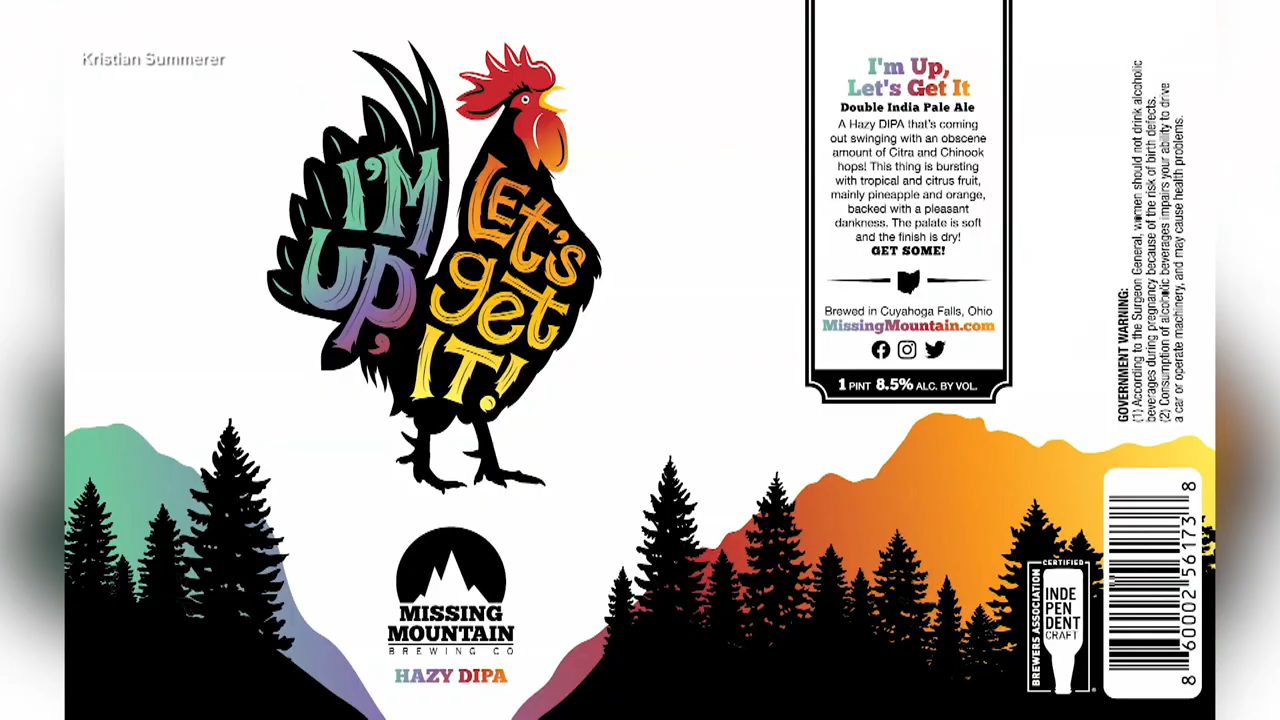 Kristian Summerer
I'M
UP,
LET'S
get
IT!
MISSING
MOUNTAIN
BREWING CO
HAZY DIPA
I'm Up,
Let's Get It
Double India Pale Ale
A Hazy DIPA that's coming
out swinging with an obscene
amount of Citra and Chinook
hops! This thing is bursting
with tropical and citrus fruit,
mainly pineapple and orange,
backed with a pleasant
dankness. The palate is soft
and the finish is dry!
GET SOME!
Brewed in Cuyahoga Falls, Ohio
MissingMountain.com
1 PINT 8.5% ALC. BY VOL.
GOVERNMENT WARNING:
(1) According to the Surgeon General, women should not drink alcoholic
beverages during pregnancy because of the risk of birth defects.
(2) Consumption of alcoholic beverages impairs your ability to drive
a car or operate machinery, and may cause health problems.
CERTIFIED
BREWERS ASSOCIATION
INDE
PEN
DENT
CRAFT
8 60002 56173 8